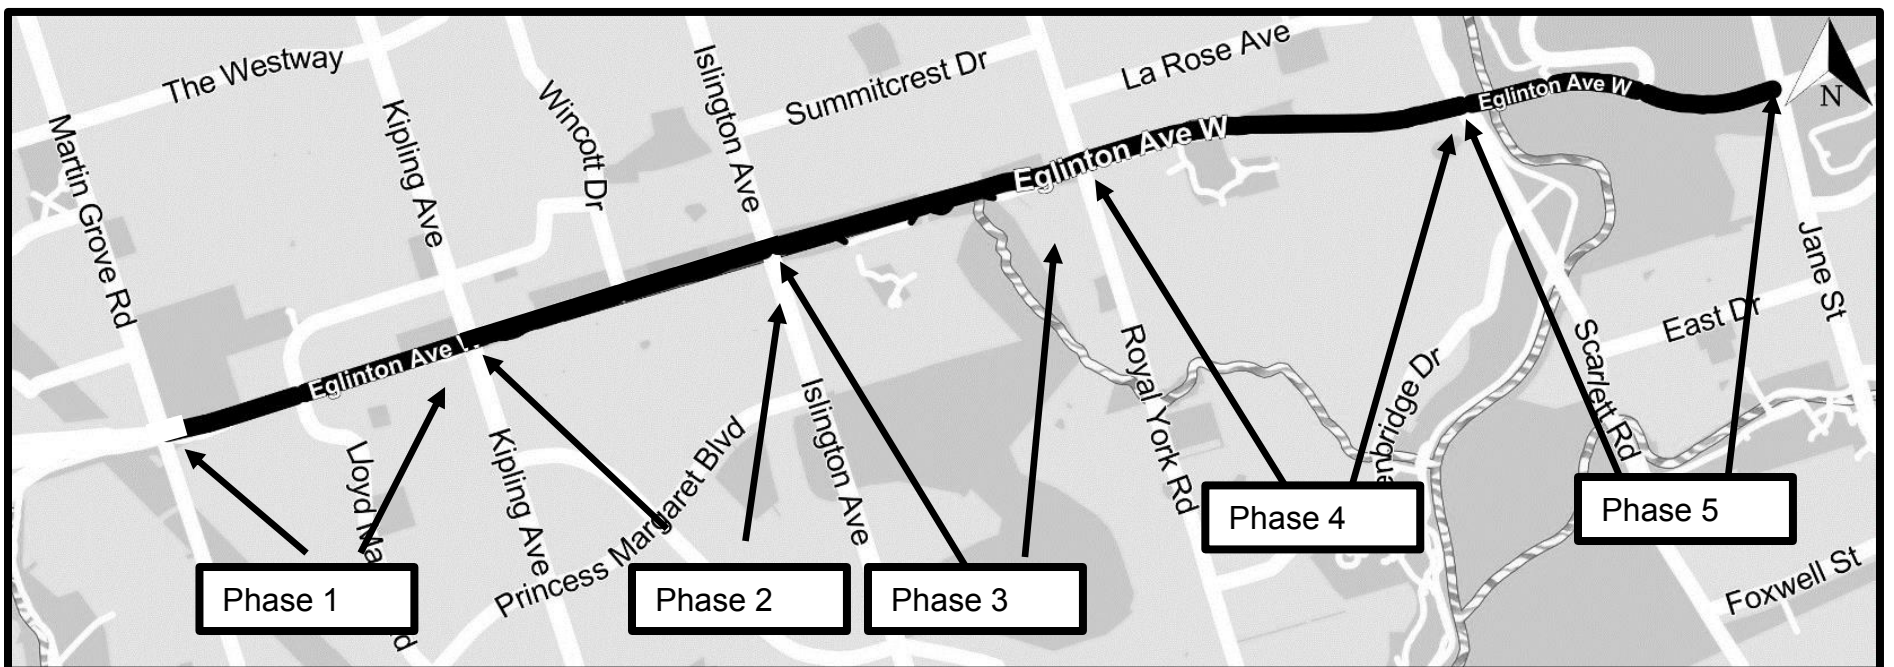 The Westway
Martin Grove Rd
Kipling Ave
Wincott Dr
Islington Ave
Summitcrest Dr
La Rose Ave
Eglinton Ave W
Eglinton Ave W
N
Jane St
East Dr
Scarlett Rd
Royal York Rd
Eglinton Ave
Kipling Ave
Princess Margaret Blvd
Islington Ave
Lloyd Ma
Foxwell St
Phase 1
Phase 2
Phase 3
Phase 4
Phase 5